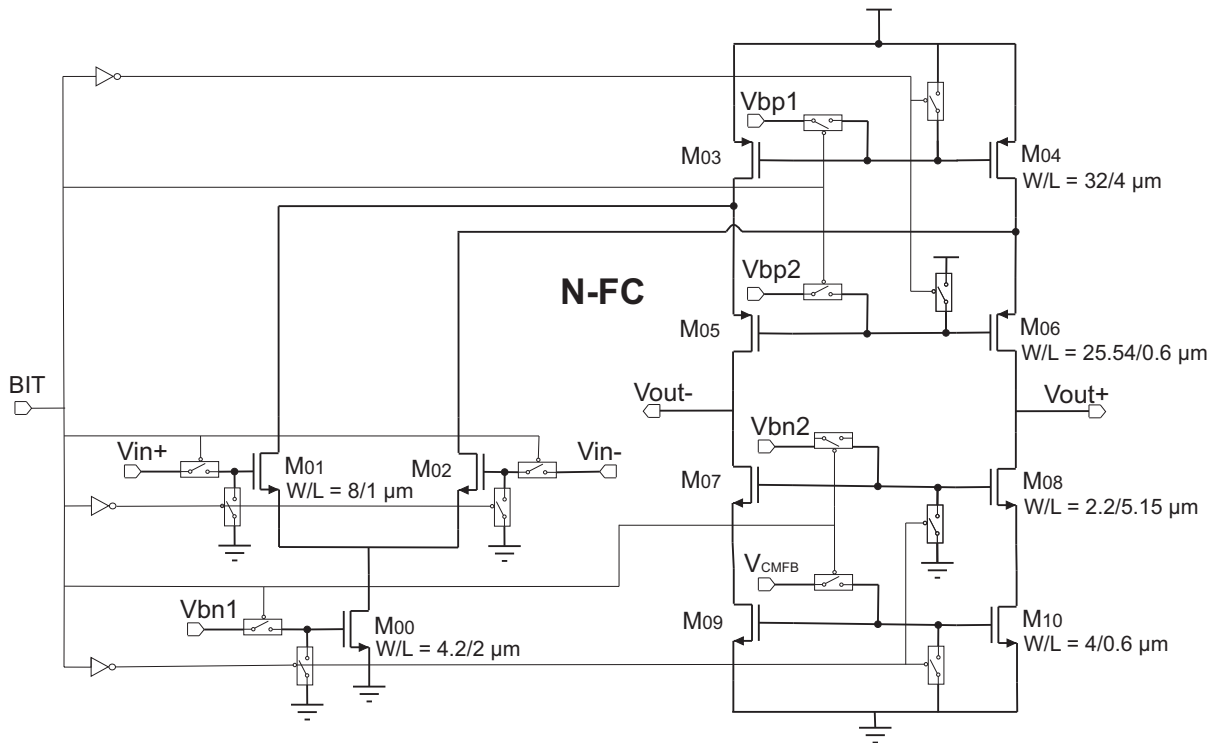 Vbp1
M03
M04
W/L = 32/4 µm
Vbp2
N-FC
M05
M06
W/L = 25.54/0.6 µm
BIT
Vout-
Vout+
Vin+
Vin-
Vbn2
M01
W/L = 8/1 µm
M02
M07
M08
W/L = 2.2/5.15 µm
VCMFB
Vbn1
M00
W/L = 4.2/2 µm
M09
M10
W/L = 4/0.6 µm